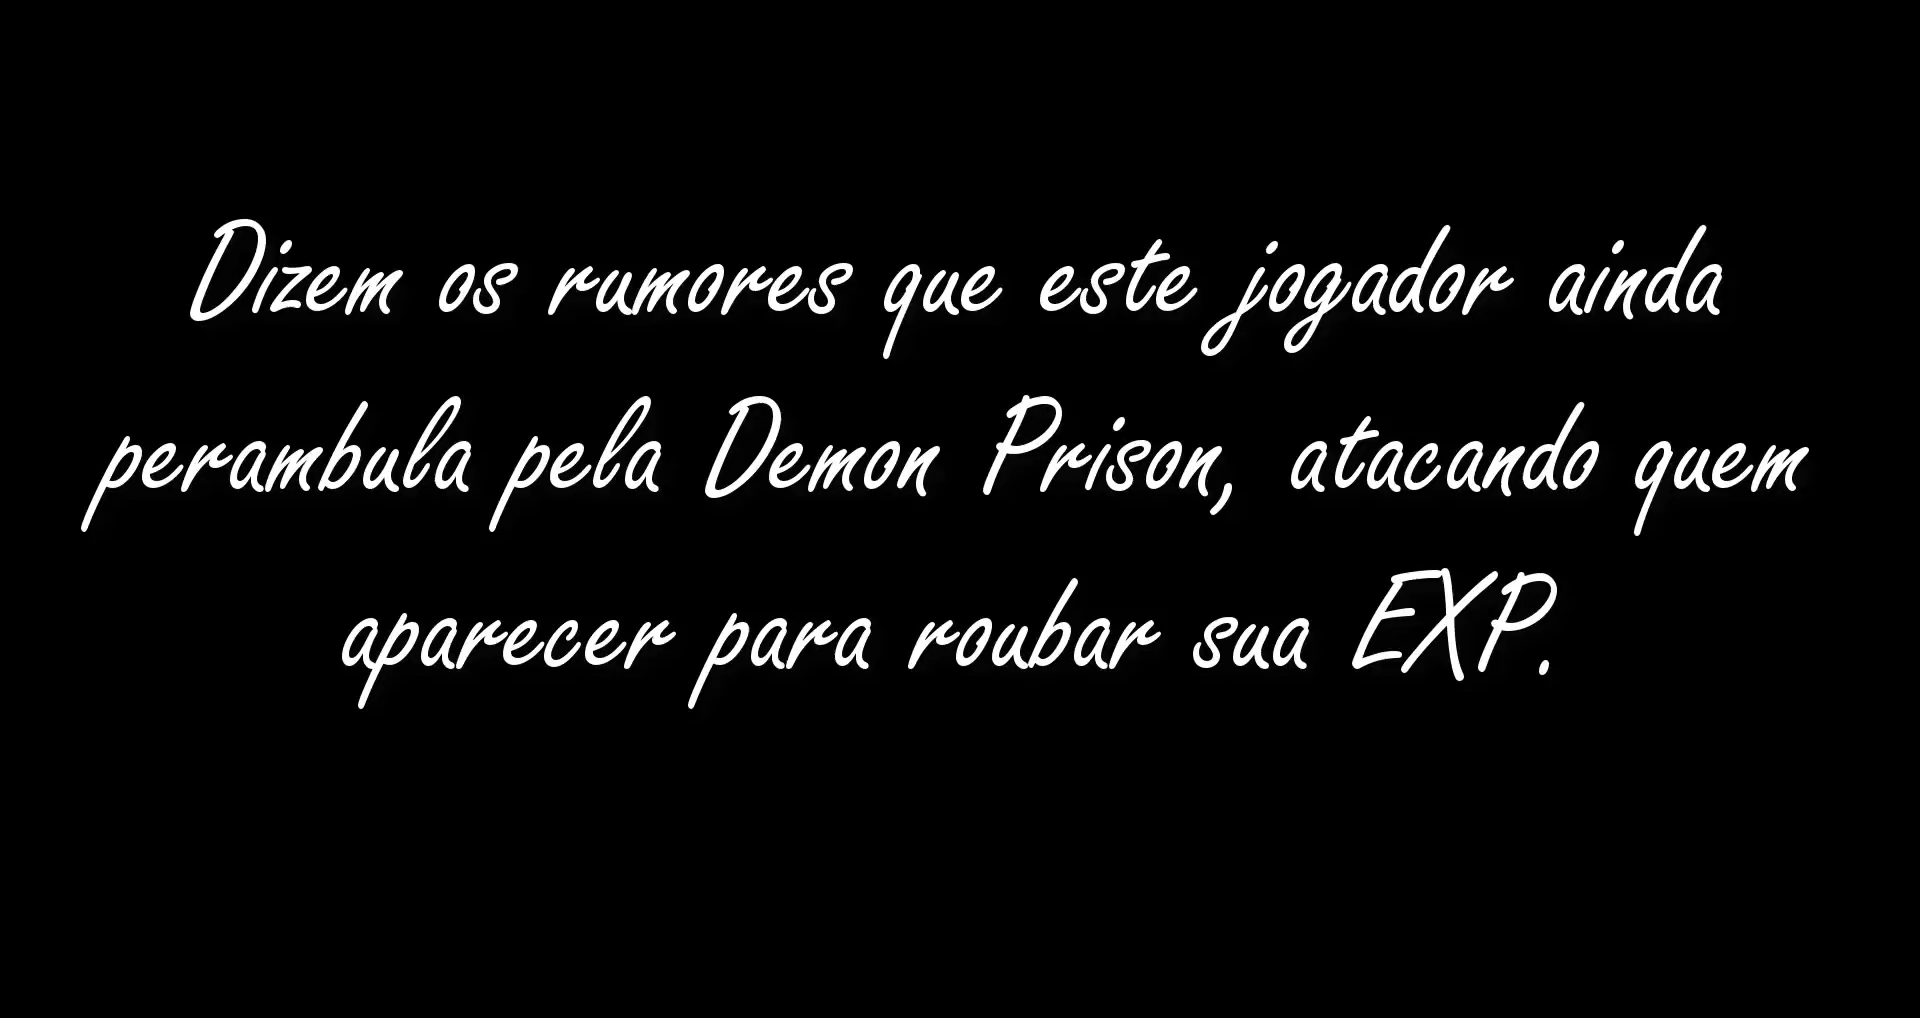 Dizem os rumores que este jogador ainda
perambula pela Demon Prison, atacando quem
aparecer para roubar sua EXP.